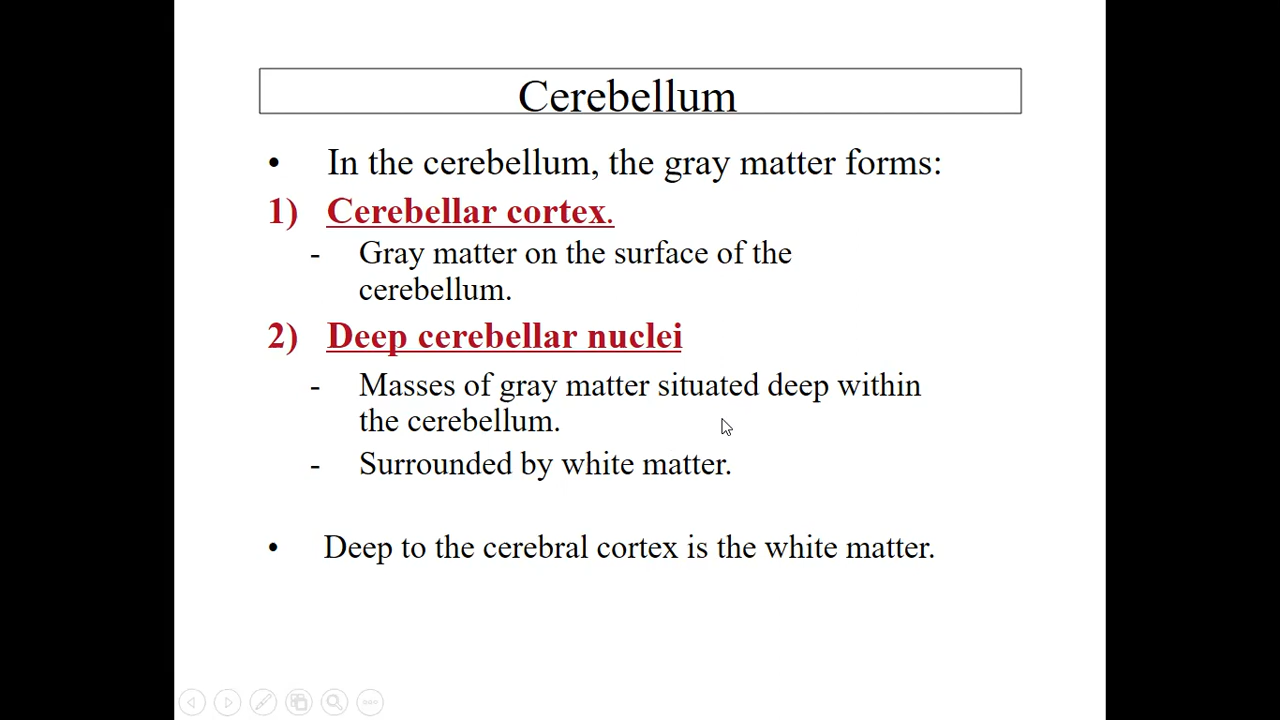 Cerebellum
• In the cerebellum, the gray matter forms:
1) Cerebellar cortex.
- Gray matter on the surface of the
cerebellum.
2) Deep cerebellar nuclei
- Masses of gray matter situated deep within
the cerebellum.
- Surrounded by white matter.
• Deep to the cerebral cortex is the white matter.